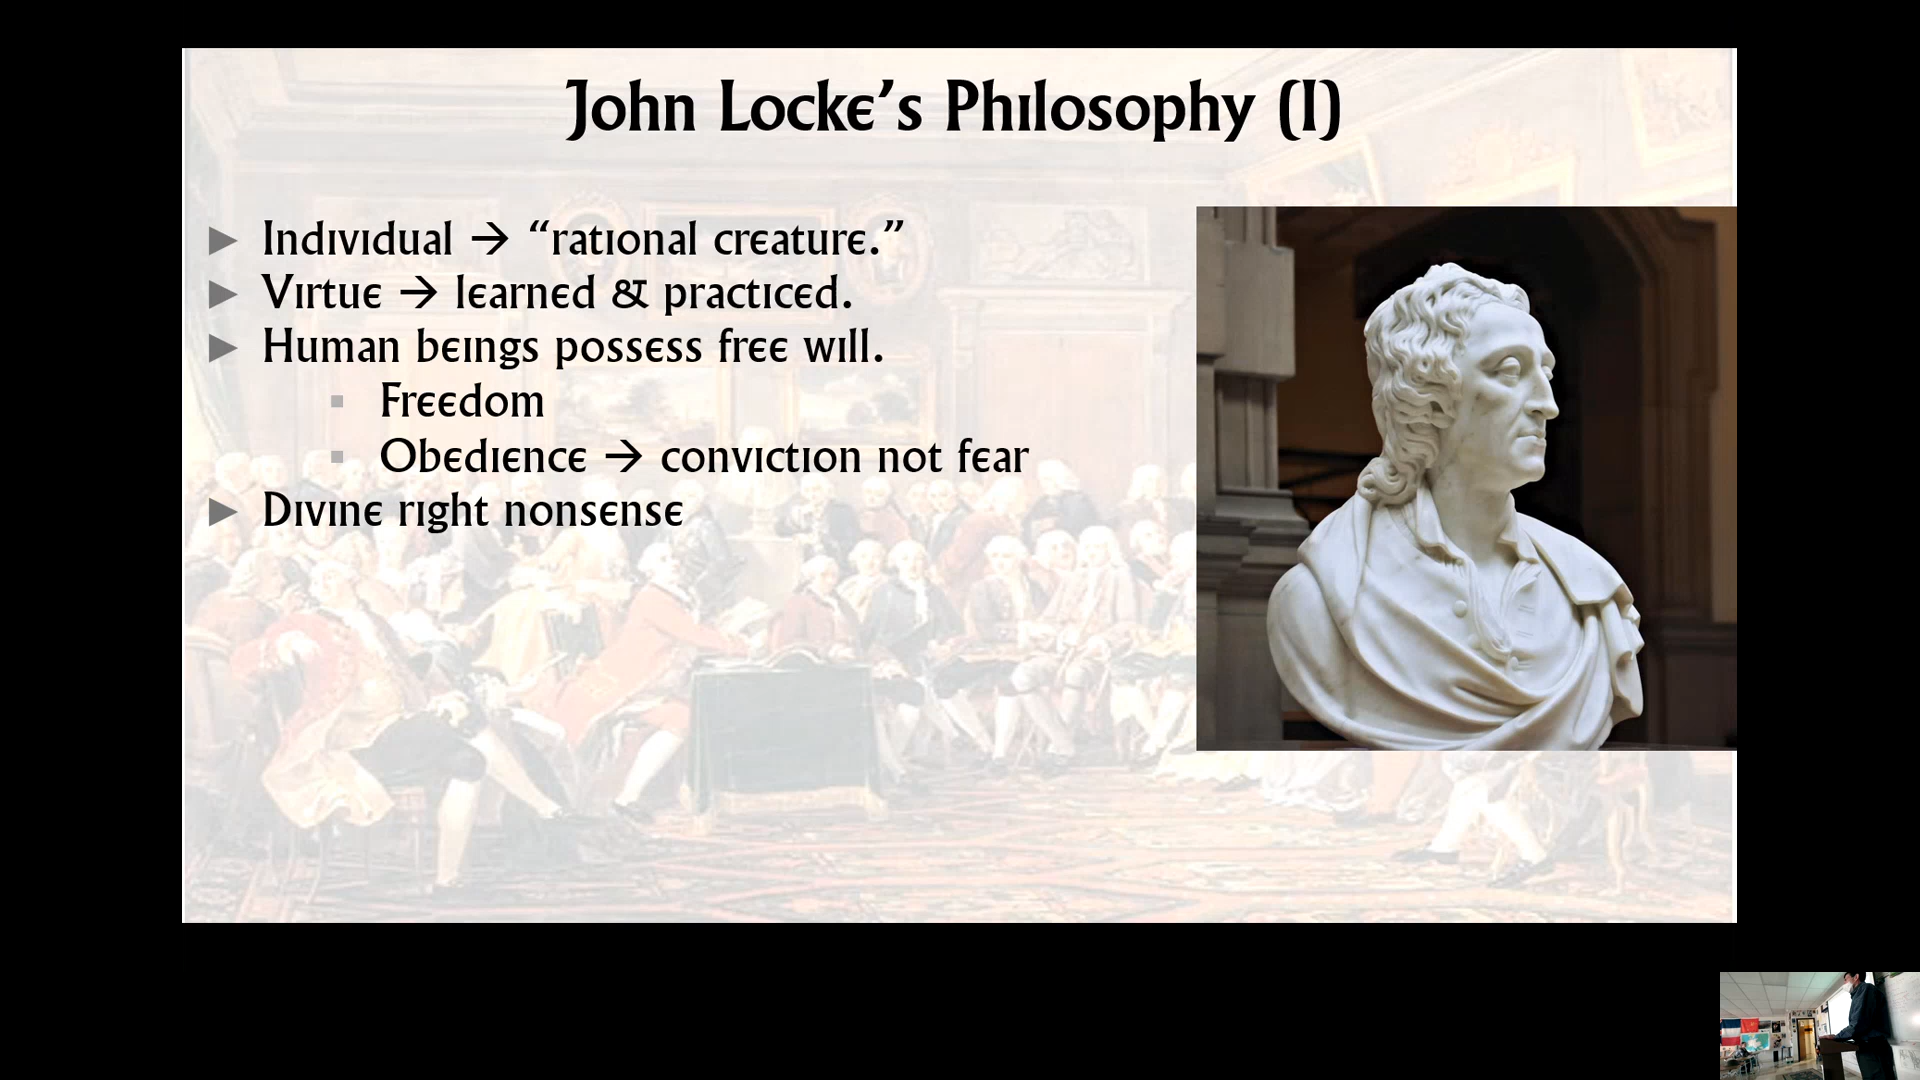 John Locke's Philosophy (I)
► Individual → “rational creature.”
► Virtue → learned & practiced.
► Human beings possess free will.
▪ Freedom
▪ Obedience → conviction not fear
► Divine right nonsense